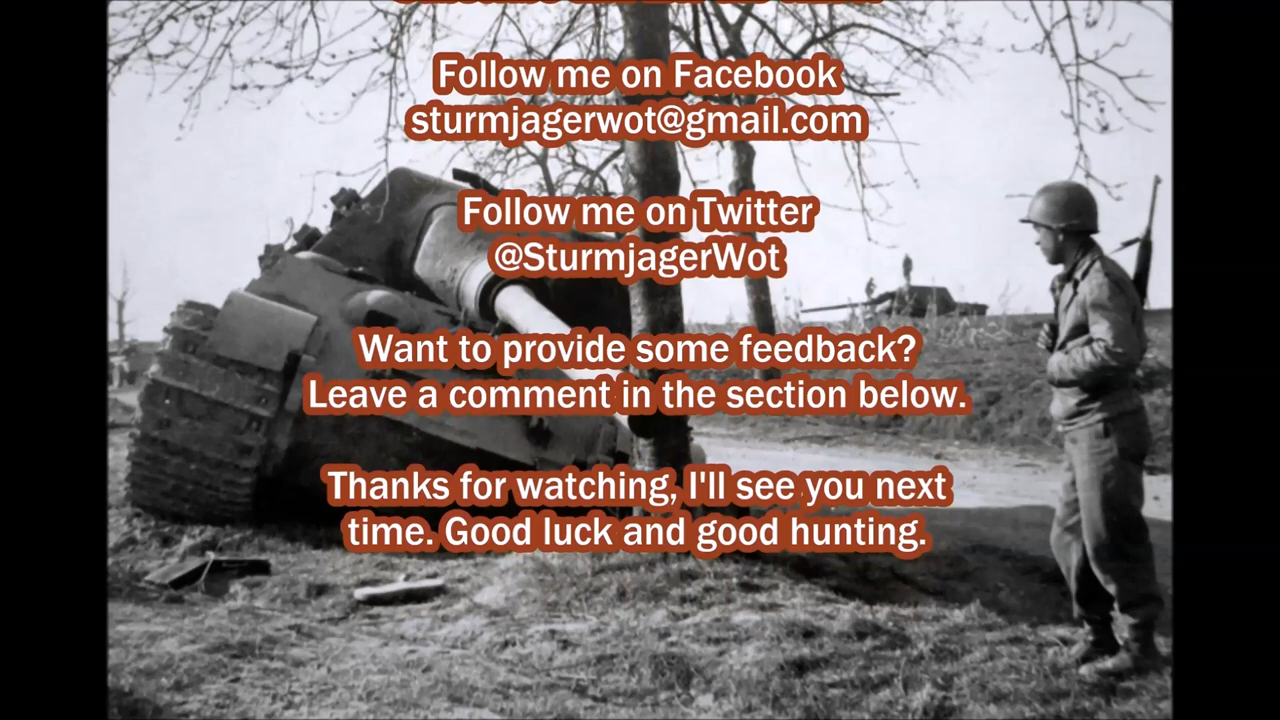 Follow me on Facebook
sturmjagerwot@gmail.com
Follow me on Twitter
@SturmjagerWot
Want to provide some feedback?
Leave a comment in the section below.
Thanks for watching, I'll see you next
time. Good luck and good hunting.